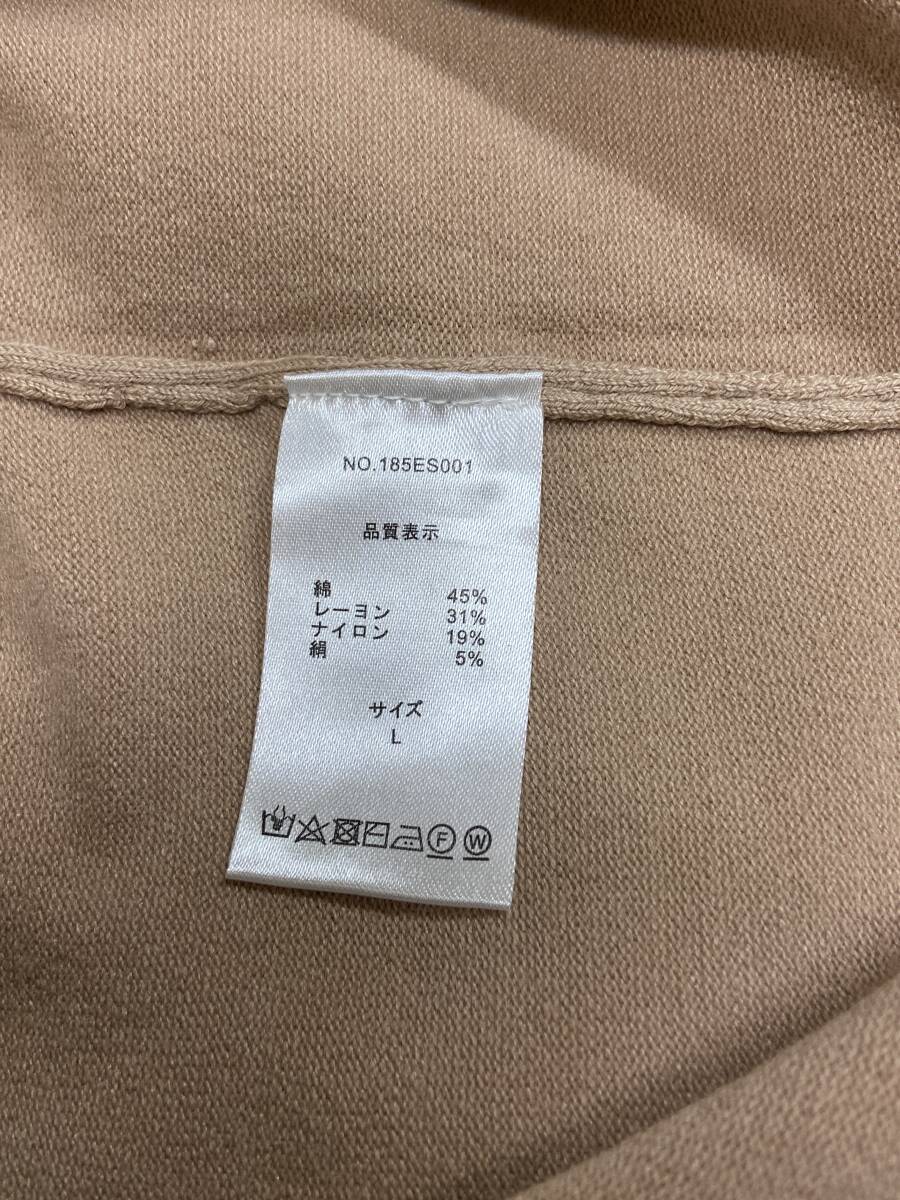 NO.185ES001
品質表示
綿 45%
レーヨン 31%
ナイロン 19%
絹 5%
サイズ
L
F W